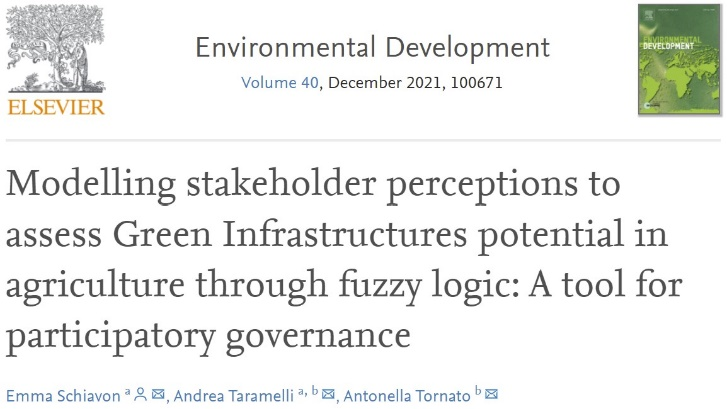 ELSEVIER
Environmental Development
Volume 40, December 2021, 100671
ENVIRONMENTAL
DEVELOPMENT
Modelling stakeholder perceptions to
assess Green Infrastructures potential in
agriculture through fuzzy logic: A tool for
participatory governance
Emma Schiavon a, Andrea Taramelli a, b, Antonella Tornato b